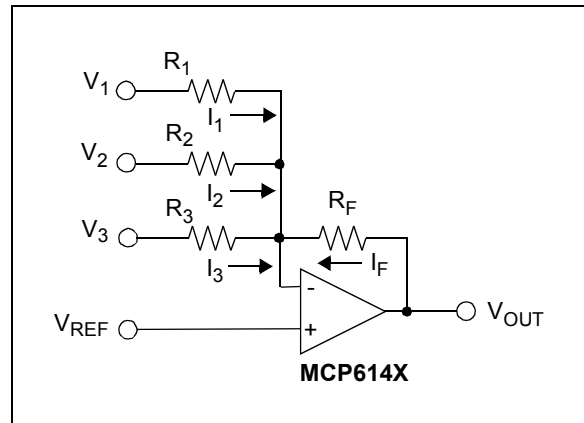 R1
V1
I1
R2
V2
I2
R3
RF
V3
I3
IF
-
VREF
+
VOUT
MCP614X